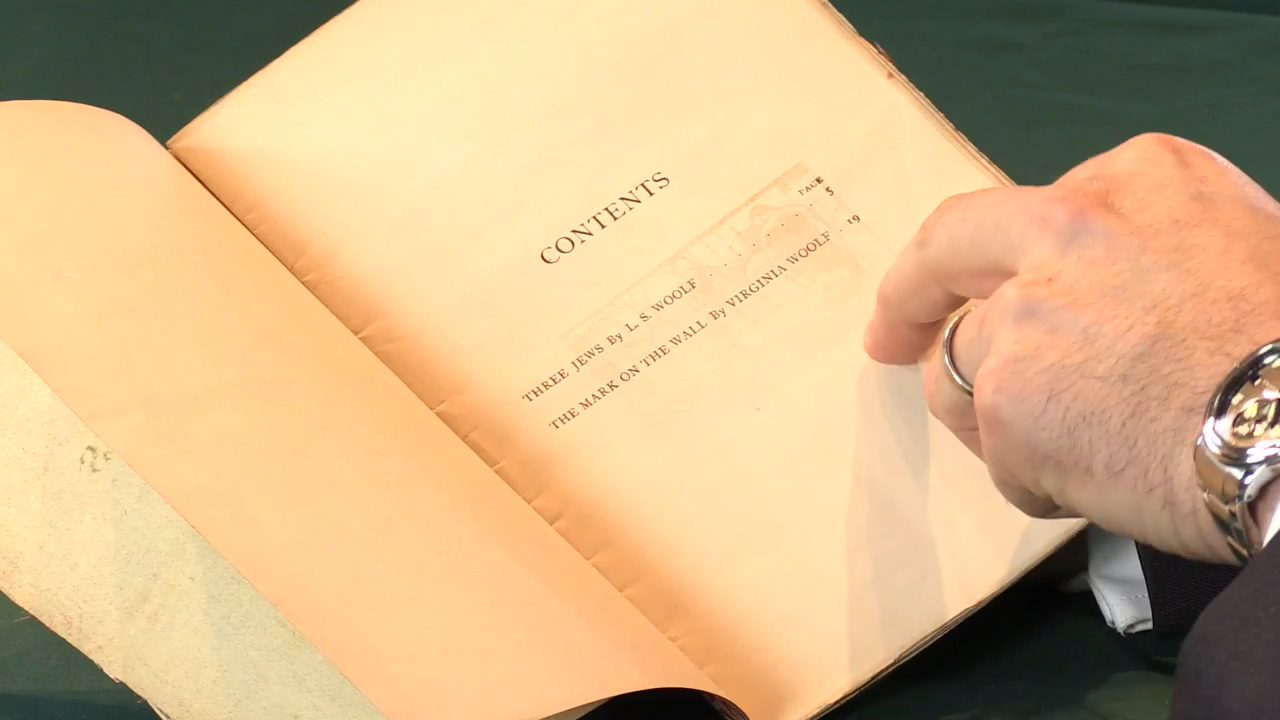 CONTENTS
PAGE
THREE JEWS By L. S. WOOLF . . . . . . . 5
THE MARK ON THE WALL By VIRGINIA WOOLF . 19